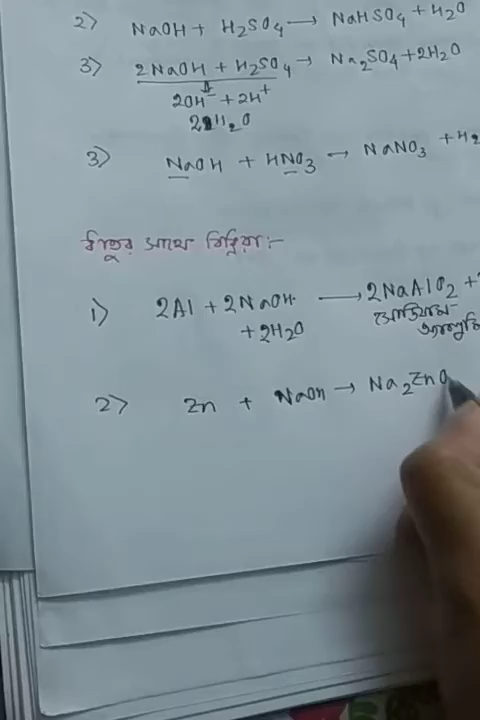 2) NaOH + H₂SO₄ → NaHSO₄ + H₂O
3) 2NaOH + H₂SO₄ → Na₂SO₄ + 2H₂O
2OH⁻ + 2H⁺
2H₂O
3) NaOH + HNO₃ → NaNO₃ + H₂
ধাতুর সাথে বিক্রিয়া:-
1) 2Al + 2NaOH → 2NaAlO₂ +
+ 2H₂O সোডিয়াম
2) Zn + NaOH → Na₂ZnO